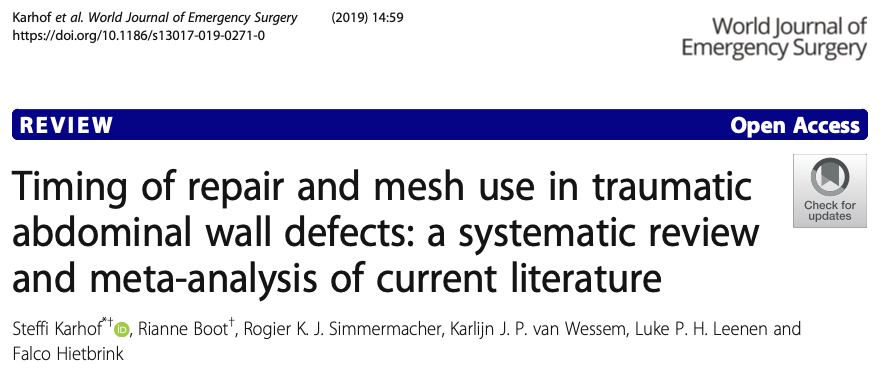 Karhof et al. World Journal of Emergency Surgery (2019) 14:59
https://doi.org/10.1186/s13017-019-0271-0
World Journal of
Emergency Surgery
REVIEW Open Access
Timing of repair and mesh use in traumatic
abdominal wall defects: a systematic review
and meta-analysis of current literature
Check for
updates
Steffi Karhof*† iD, Rianne Boot†, Rogier K. J. Simmermacher, Karlijn J. P. van Wessem, Luke P. H. Leenen and
Falco Hietbrink